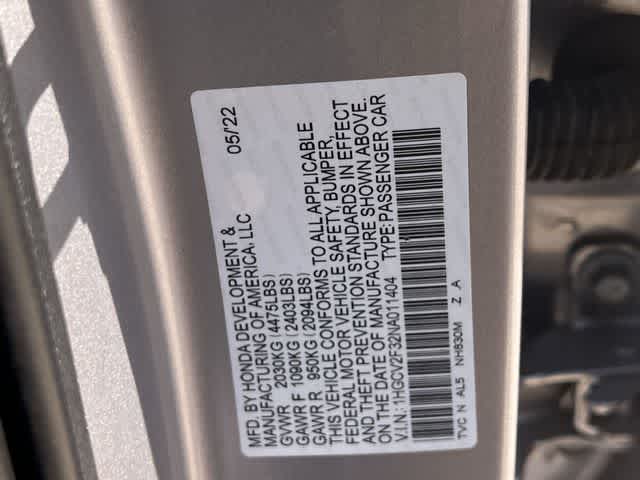 MFD. BY HONDA DEVELOPMENT & 05/'22
MANUFACTURING OF AMERICA, LLC
GVWR 2030KG (4475LBS)
GAWR F 1090KG (2403LBS)
GAWR R 950KG (2094LBS)
THIS VEHICLE CONFORMS TO ALL APPLICABLE
FEDERAL MOTOR VEHICLE SAFETY, BUMPER,
AND THEFT PREVENTION STANDARDS IN EFFECT
ON THE DATE OF MANUFACTURE SHOWN ABOVE.
V.I.N.: 1HGCV2F32NA011404 TYPE:PASSENGER CAR
TVC N AL5 NH830M Z A